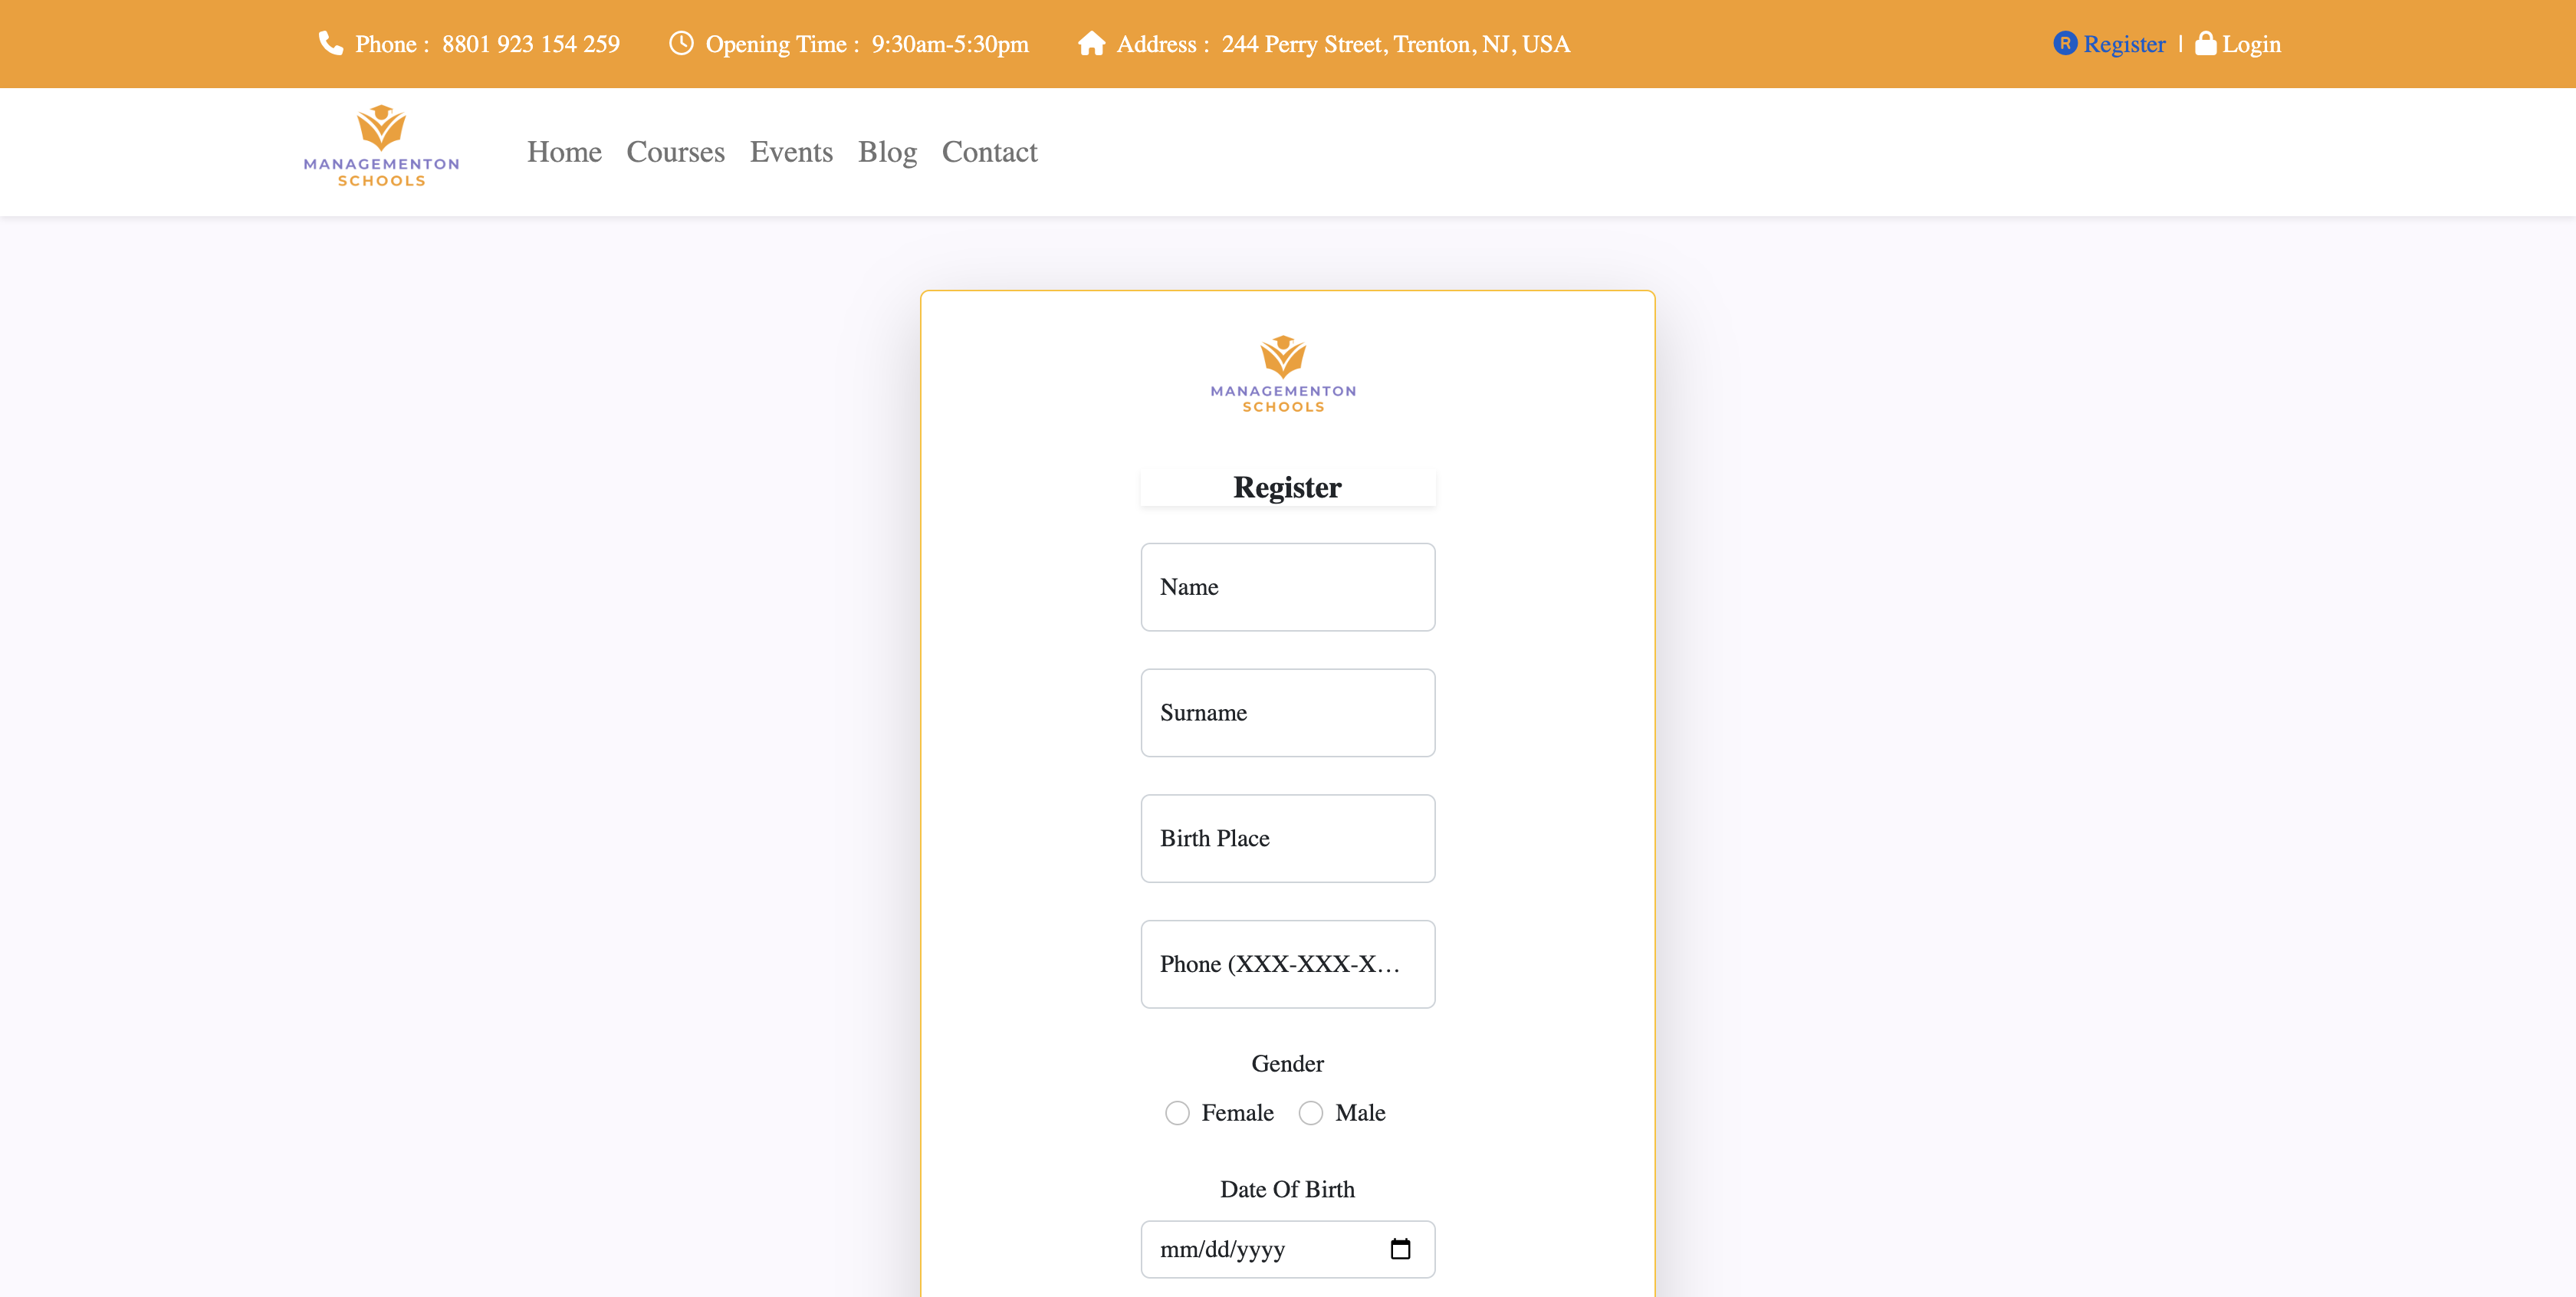 Phone : 8801 923 154 259 Opening Time : 9:30am-5:30pm Address : 244 Perry Street, Trenton, NJ, USA R Register | Login
MANAGEMENTON
SCHOOLS
Home Courses Events Blog Contact
MANAGEMENTON
SCHOOLS
Register
Name
Surname
Birth Place
Phone (XXX-XXX-X…
Gender
Female Male
Date Of Birth
mm/dd/yyyy